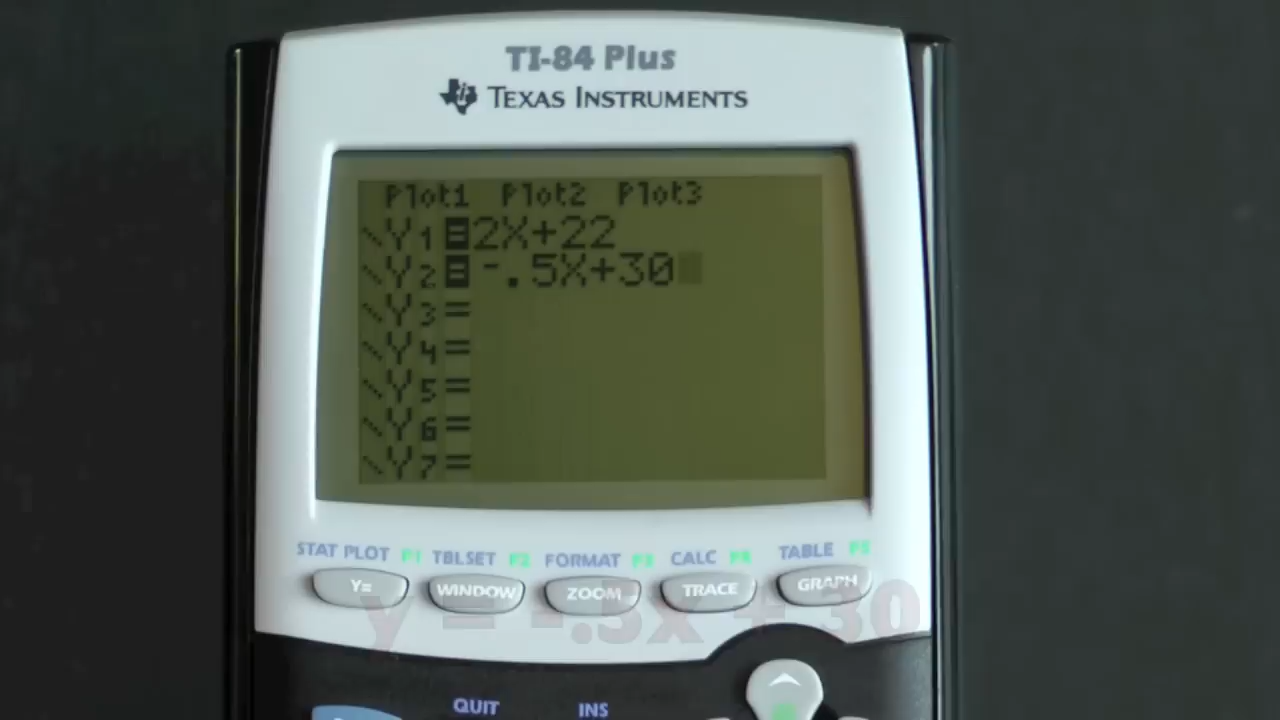 TI-84 Plus
TEXAS INSTRUMENTS
Plot1 Plot2 Plot3
\Y1=2X+22
\Y2=-.5X+30
\Y3=
\Y4=
\Y5=
\Y6=
\Y7=
STAT PLOT F1 TBLSET F2 FORMAT F3 CALC F4 TABLE F5
Y= WINDOW ZOOM TRACE GRAPH
y = -.5x + 30
QUIT INS